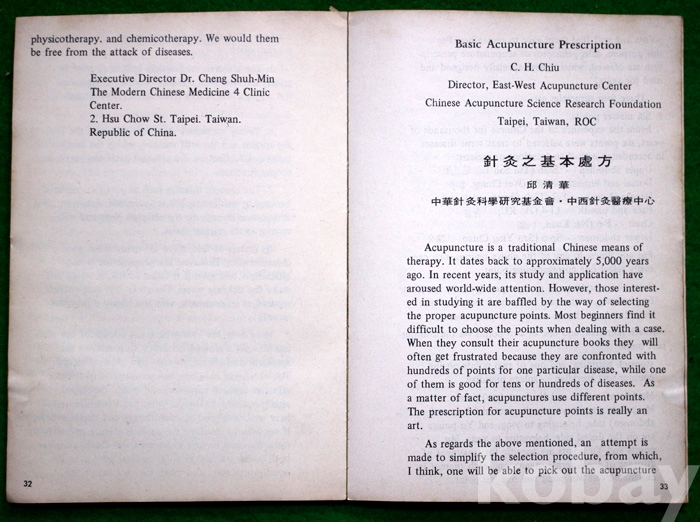 physicotherapy. and chemicotherapy. We would them
be free from the attack of diseases.
Executive Director Dr. Cheng Shuh-Min
The Modern Chinese Medicine 4 Clinic
Center.
2. Hsu Chow St. Taipei. Taiwan.
Republic of China.
32
Basic Acupuncture Prescription
C. H. Chiu
Director, East-West Acupuncture Center
Chinese Acupuncture Science Research Foundation
Taipei, Taiwan, ROC
針灸之基本處方
邱清華
中華針灸科學研究基金會・中西針灸醫療中心
Acupuncture is a traditional Chinese means of
therapy. It dates back to approximately 5,000 years
ago. In recent years, its study and application have
aroused world-wide attention. However, those interest-
ed in studying it are baffled by the way of selecting
the proper acupuncture points. Most beginners find it
difficult to choose the points when dealing with a case.
When they consult their acupuncture books they will
often get frustrated because they are confronted with
hundreds of points for one particular disease, while one
of them is good for tens or hundreds of diseases. As
a matter of fact, acupunctures use different points.
The prescription for acupuncture points is really an
art.
As regards the above mentioned, an attempt is
made to simplify the selection procedure, from which,
I think, one will be able to pick out the acupuncture
33
kobay